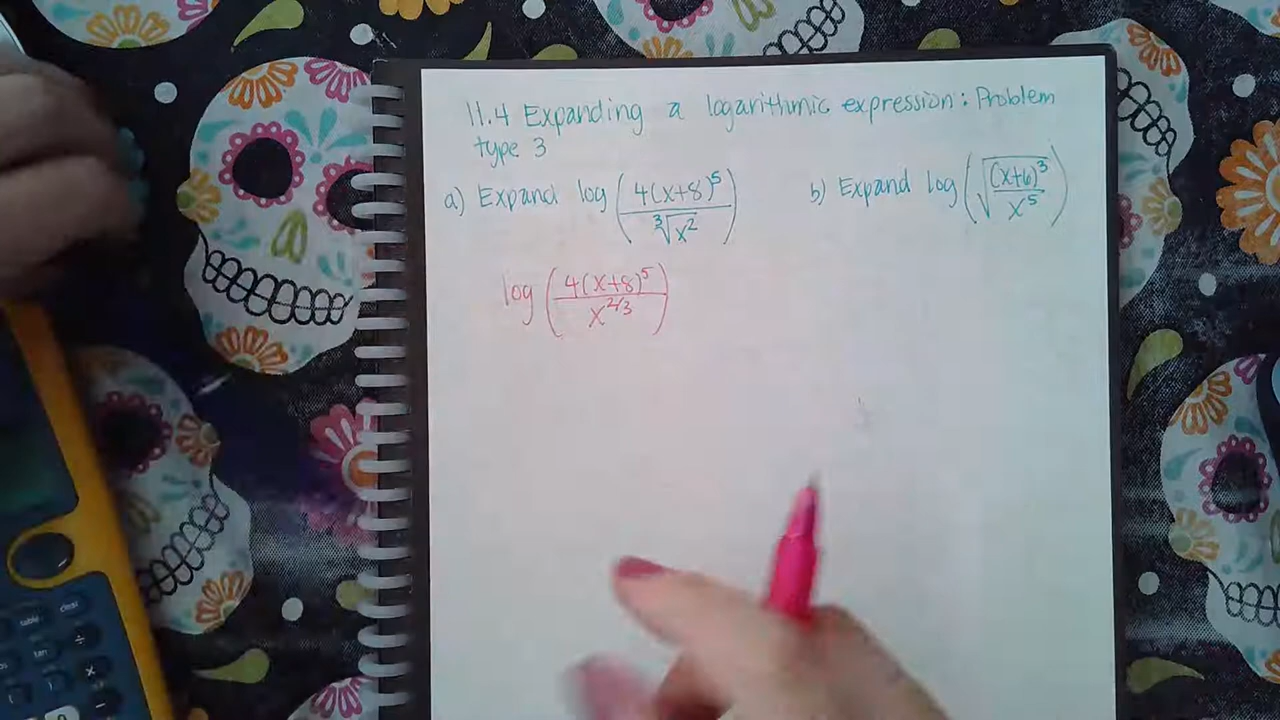 11.4 Expanding a logarithmic expression: Problem
type 3
a) Expand log(4(x+8)^5/∛x^2)
b) Expand log(√((x+6)^3/x^5))
log(4(x+8)^5/x^2/3)